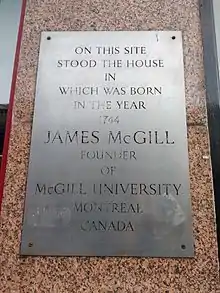 ON THIS SITE
STOOD THE HOUSE
IN
WHICH WAS BORN
IN THE YEAR
1744
JAMES McGILL
FOUNDER
OF
McGILL UNIVERSITY
MONTREAL
CANADA